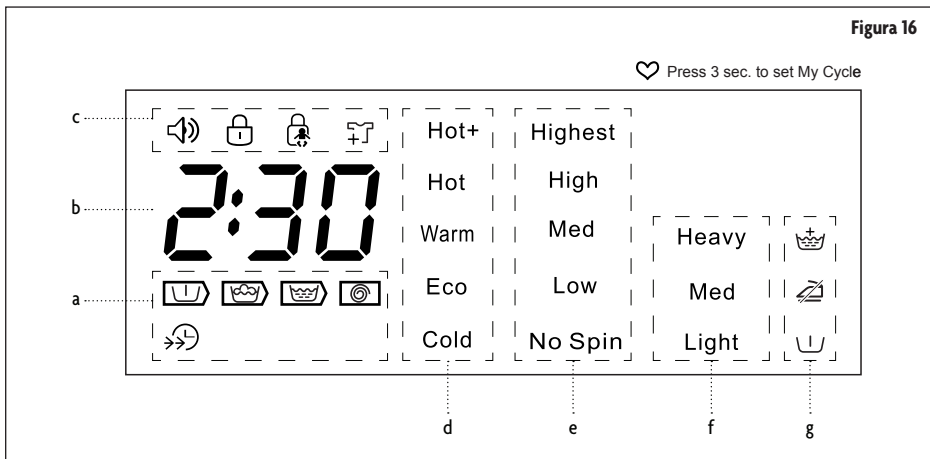 Figura 16
Press 3 sec. to set My Cycle
c
b
a
2:30
Hot+
Hot
Warm
Eco
Cold
Highest
High
Med
Low
No Spin
Heavy
Med
Light
d
e
f
g